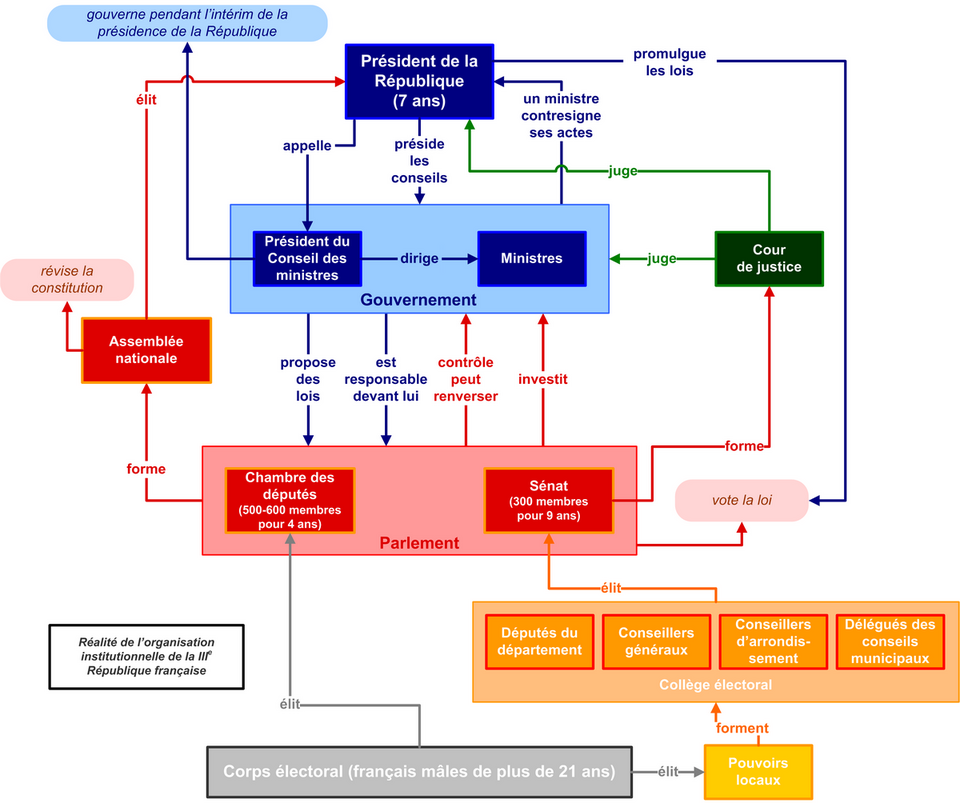 gouverne pendant l'intérim de la
présidence de la République
Président de la
République
(7 ans)
promulgue
les lois
élit
un ministre
contresigne
ses actes
appelle
préside
les
conseils
juge
Président du
Conseil des
ministres
dirige
Ministres
juge
Cour
de justice
Gouvernement
révise la
constitution
Assemblée
nationale
propose
des
lois
est
responsable
devant lui
contrôle
peut
renverser
investit
forme
forme
Chambre des
députés
(500-600 membres
pour 4 ans)
Sénat
(300 membres
pour 9 ans)
vote la loi
Parlement
élit
Réalité de l'organisation
institutionnelle de la IIIe
République française
Députés du
département
Conseillers
généraux
Conseillers
d'arrondis-
sement
Délégués des
conseils
municipaux
Collège électoral
élit
forment
Corps électoral (français mâles de plus de 21 ans)
élit
Pouvoirs
locaux